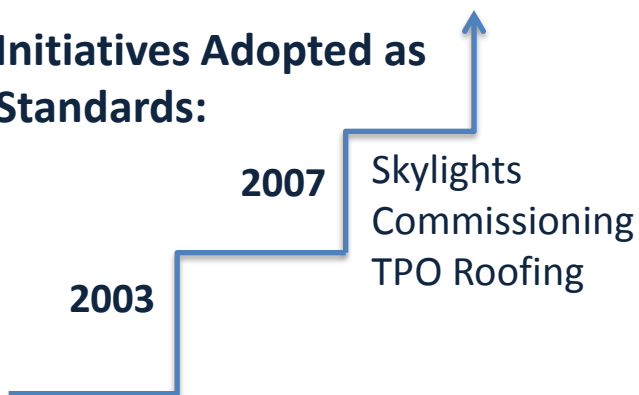 Initiatives Adopted as
Standards:
2007
Skylights
Commissioning
TPO Roofing
2003